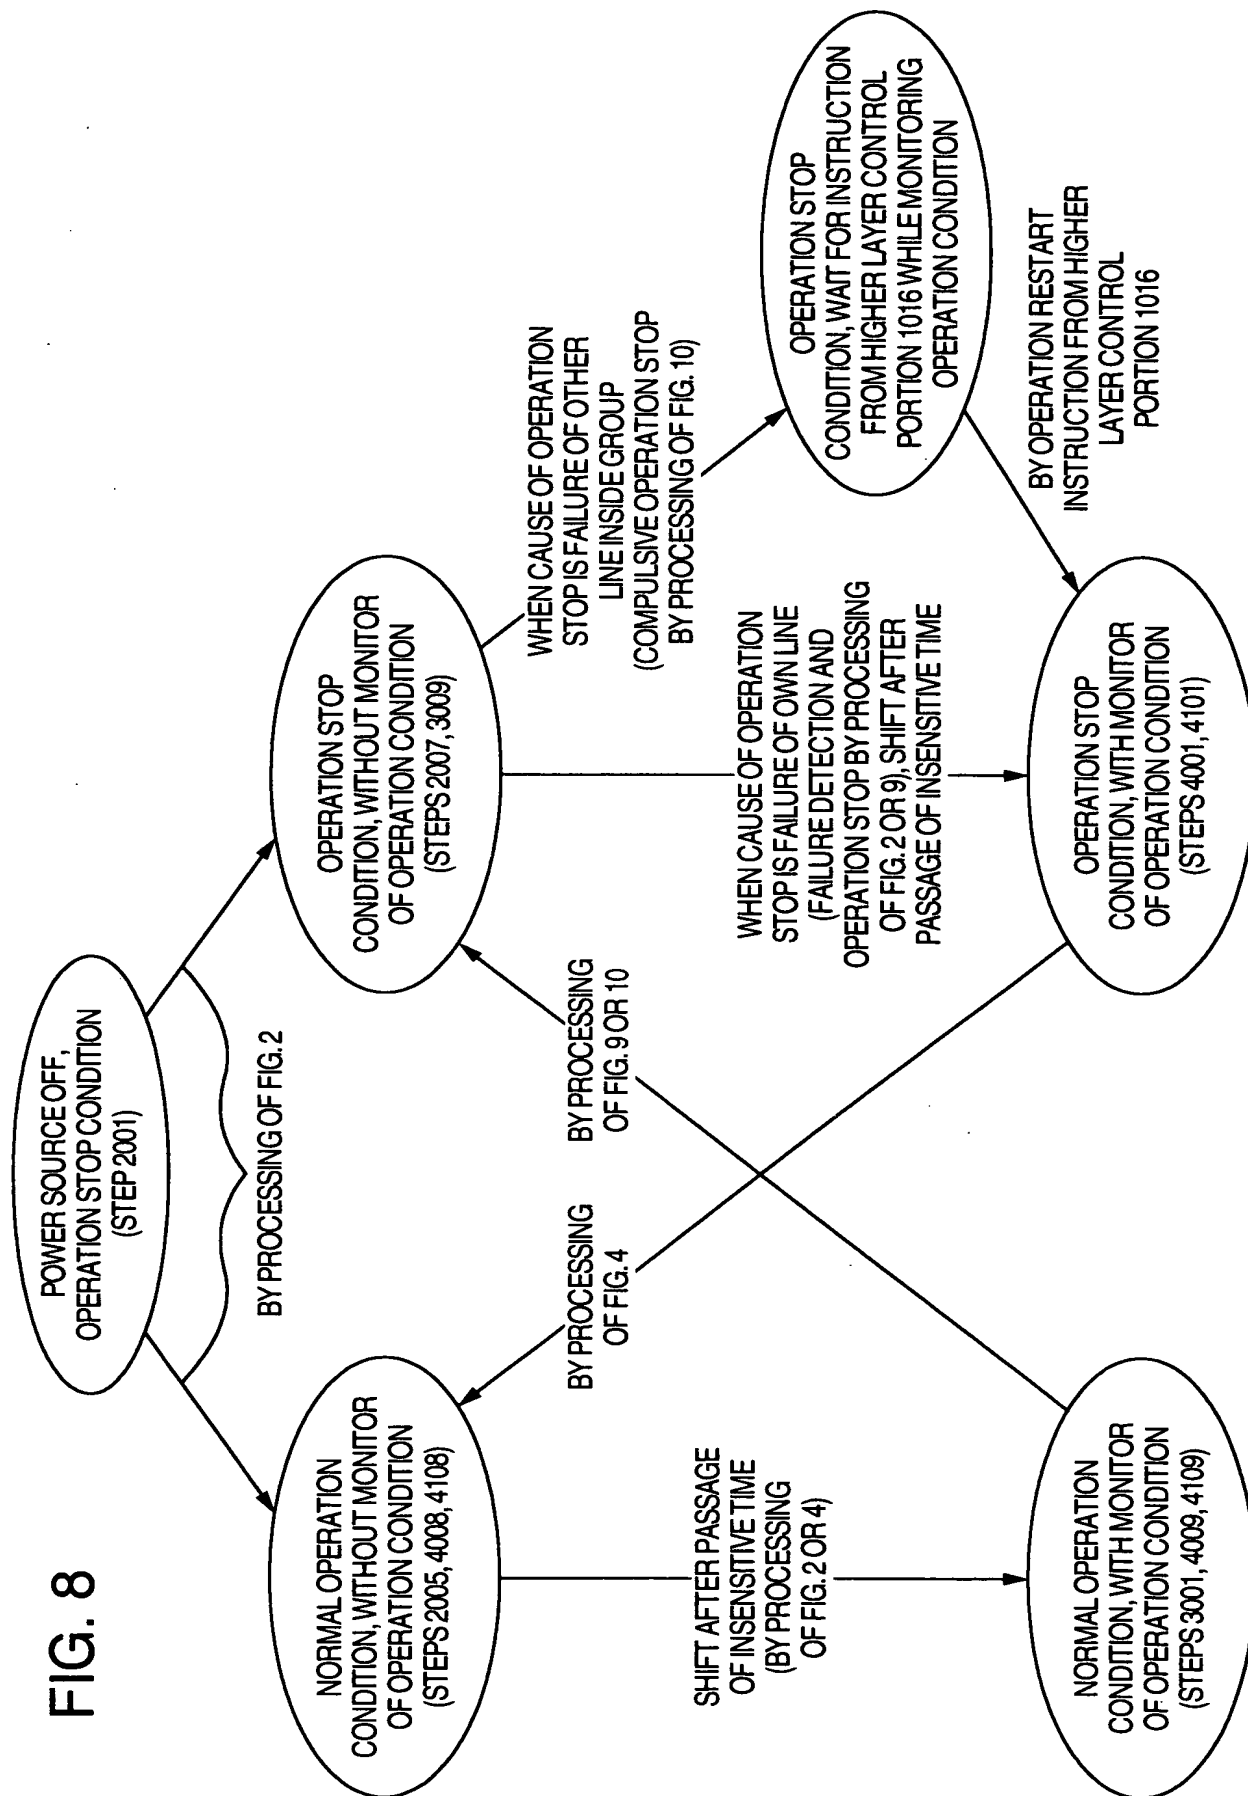 FIG. 8
POWER SOURCE OFF,
OPERATION STOP CONDITION
(STEP 2001)
BY PROCESSING OF FIG. 2
NORMAL OPERATION
CONDITION, WITHOUT MONITOR
OF OPERATION CONDITION
(STEPS 2005, 4008, 4108)
OPERATION STOP
CONDITION, WITHOUT MONITOR
OF OPERATION CONDITION
(STEPS 2007, 3009)
BY PROCESSING
OF FIG. 4
BY PROCESSING
OF FIG. 9 OR 10
WHEN CAUSE OF OPERATION
STOP IS FAILURE OF OTHER
LINE INSIDE GROUP
(COMPULSIVE OPERATION STOP
BY PROCESSING OF FIG. 10)
SHIFT AFTER PASSAGE
OF INSENSITIVE TIME
(BY PROCESSING
OF FIG. 2 OR 4)
WHEN CAUSE OF OPERATION
STOP IS FAILURE OF OWN LINE
(FAILURE DETECTION AND
OPERATION STOP BY PROCESSING
OF FIG. 2 OR 9), SHIFT AFTER
PASSAGE OF INSENSITIVE TIME
OPERATION STOP
CONDITION, WAIT FOR INSTRUCTION
FROM HIGHER LAYER CONTROL
PORTION 1016 WHILE MONITORING
OPERATION CONDITION
BY OPERATION RESTART
INSTRUCTION FROM HIGHER
LAYER CONTROL
PORTION 1016
NORMAL OPERATION
CONDITION, WITH MONITOR
OF OPERATION CONDITION
(STEPS 3001, 4009, 4109)
OPERATION STOP
CONDITION, WITH MONITOR
OF OPERATION CONDITION
(STEPS 4001, 4101)